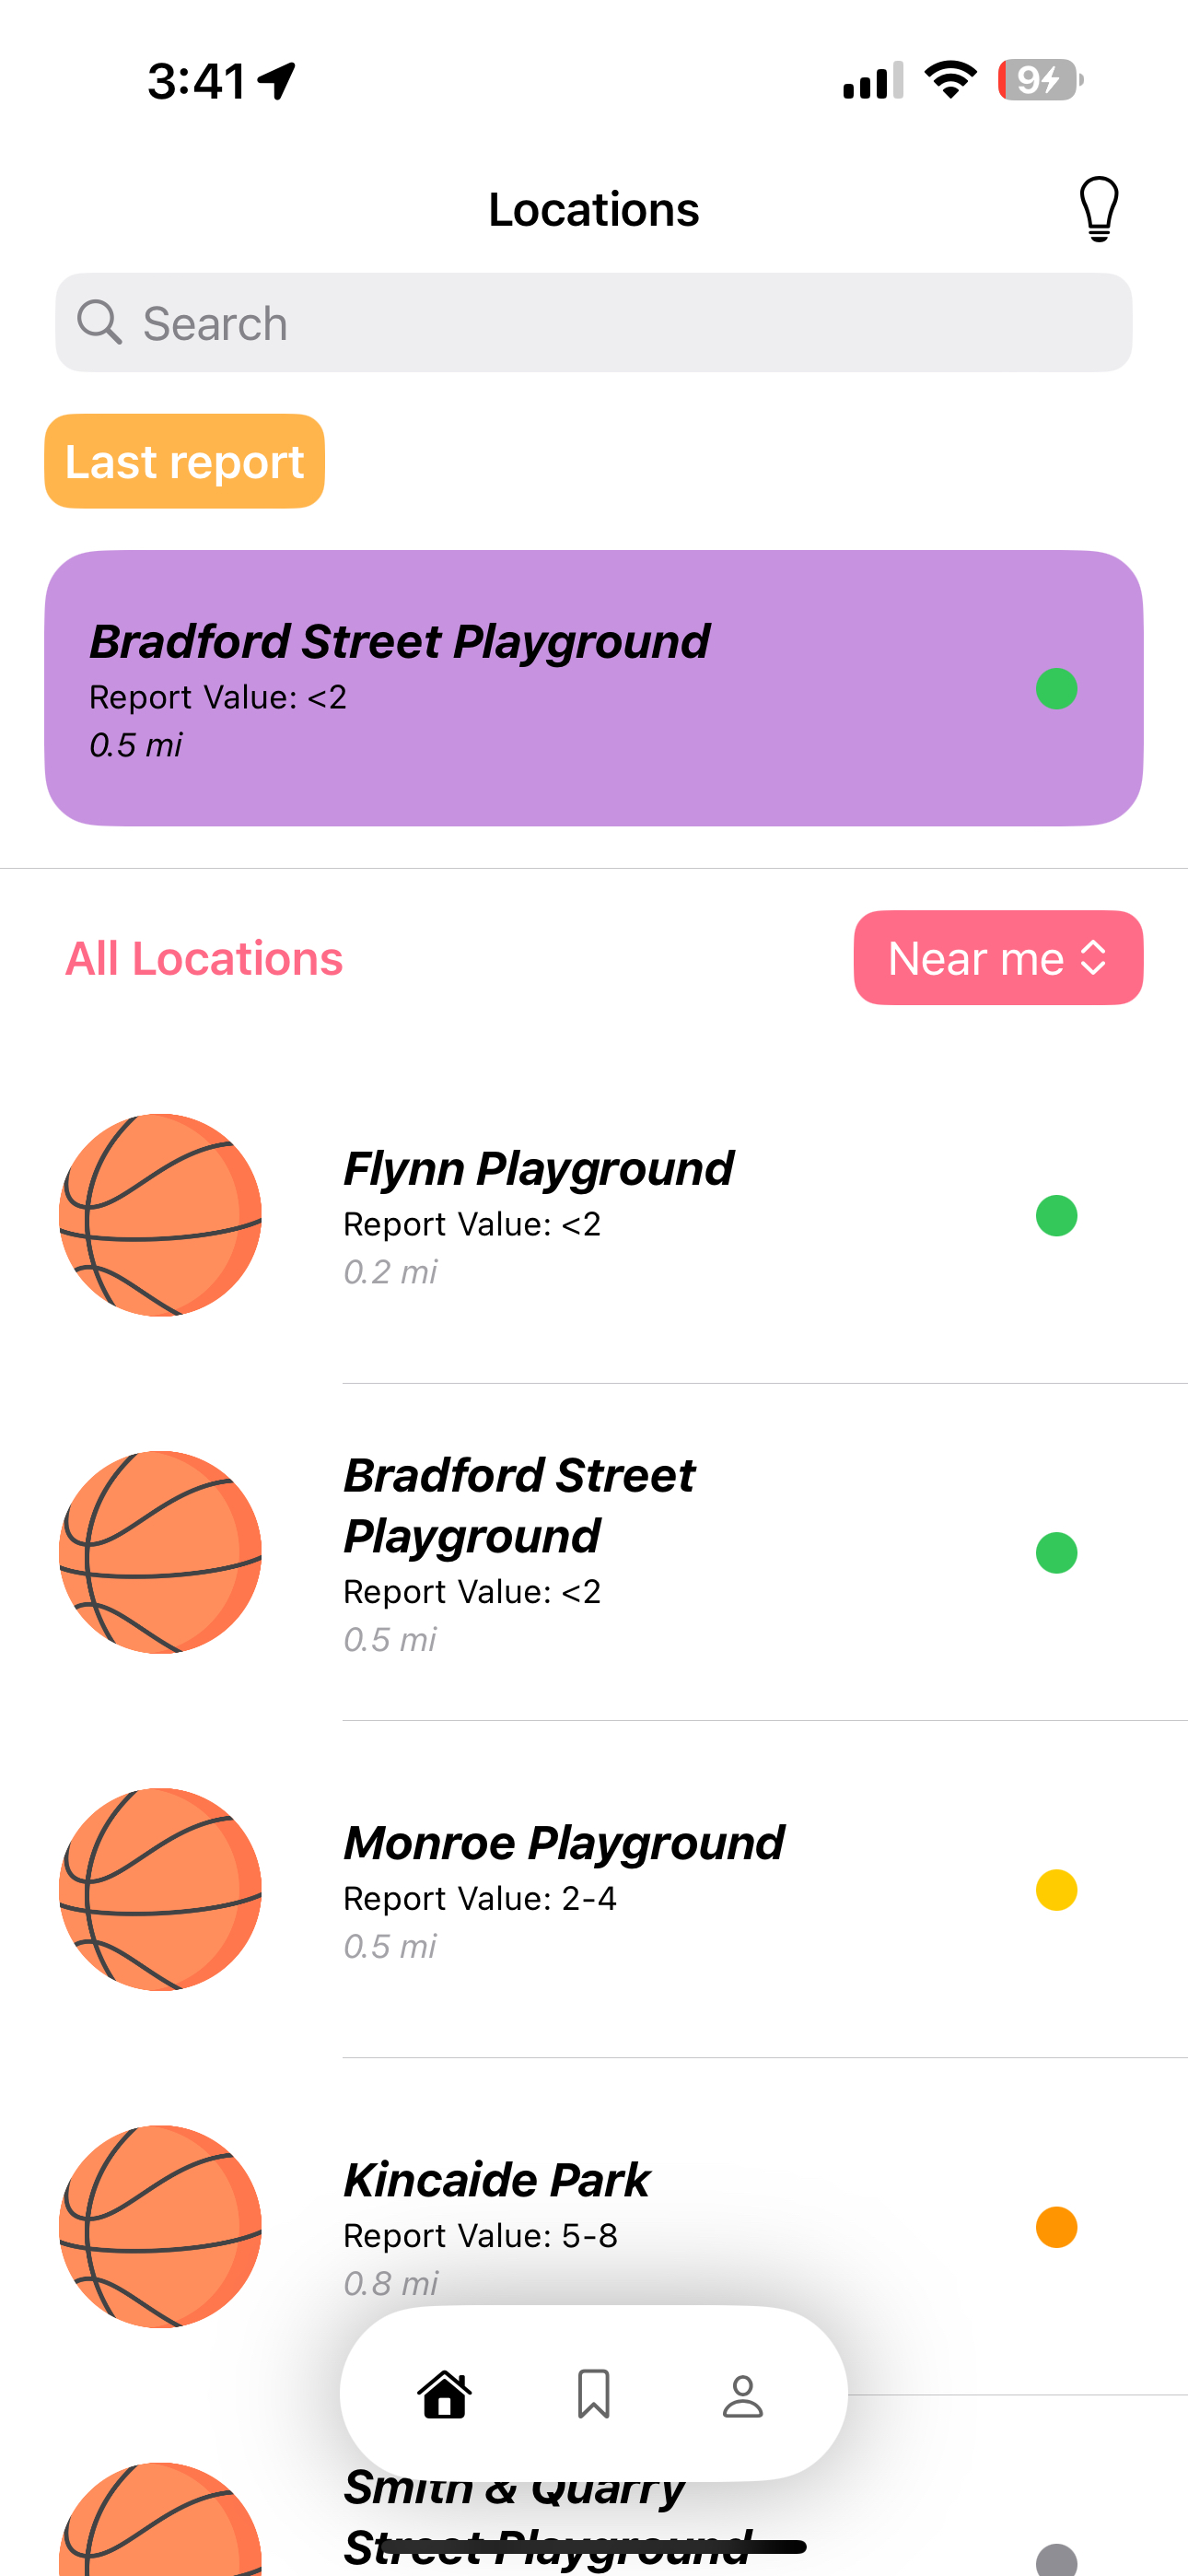 3:41
9
Locations
Search
Last report
Bradford Street Playground
Report Value: <2
0.5 mi
All Locations
Near me
Flynn Playground
Report Value: <2
0.2 mi
Bradford Street
Playground
Report Value: <2
0.5 mi
Monroe Playground
Report Value: 2-4
0.5 mi
Kincaide Park
Report Value: 5-8
0.8 mi
Smith & Quarry
Street Playground